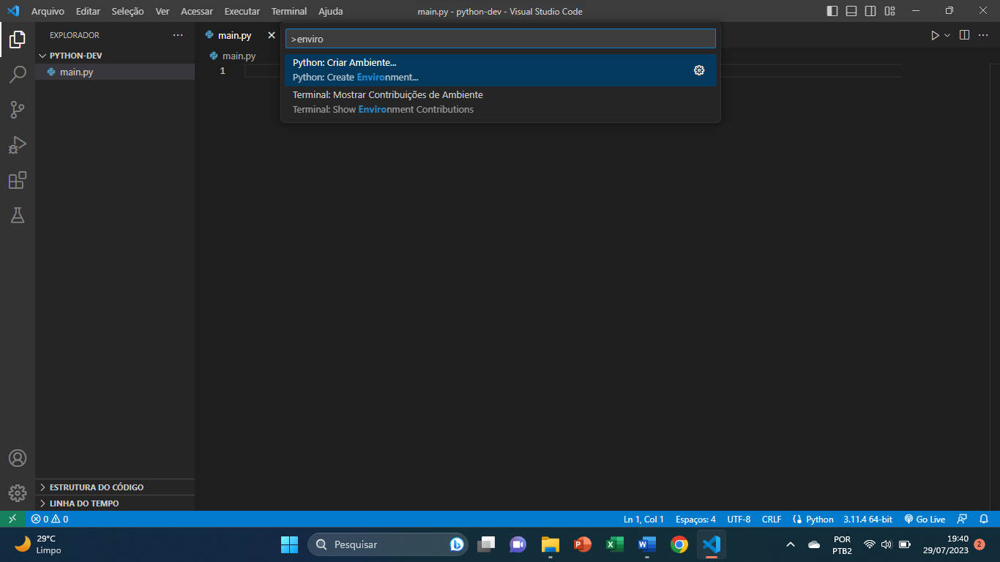 Arquivo Editar Seleção Ver Acessar Executar Terminal Ajuda main.py - python-dev - Visual Studio Code
EXPLORADOR
main.py
>enviro
PYTHON-DEV
main.py
main.py
1
Python: Criar Ambiente...
Python: Create Environment...
Terminal: Mostrar Contribuições de Ambiente
Terminal: Show Environment Contributions
ESTRUTURA DO CÓDIGO
LINHA DO TEMPO
0 0 Ln 1, Col 1 Espaços: 4 UTF-8 CRLF Python 3.11.4 64-bit Go Live
29°C
Limpo
Pesquisar
POR
PTB2
19:40
29/07/2023
2